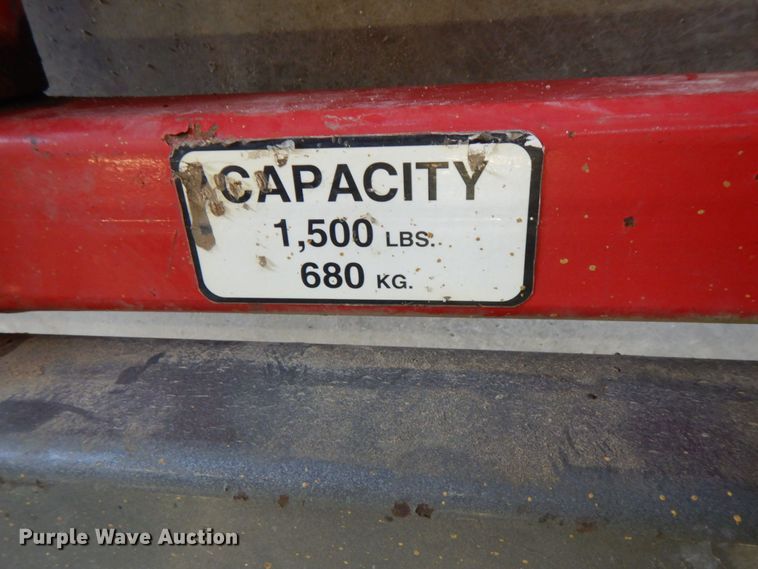 CAPACITY
1,500 LBS.
680 KG.
Purple Wave Auction